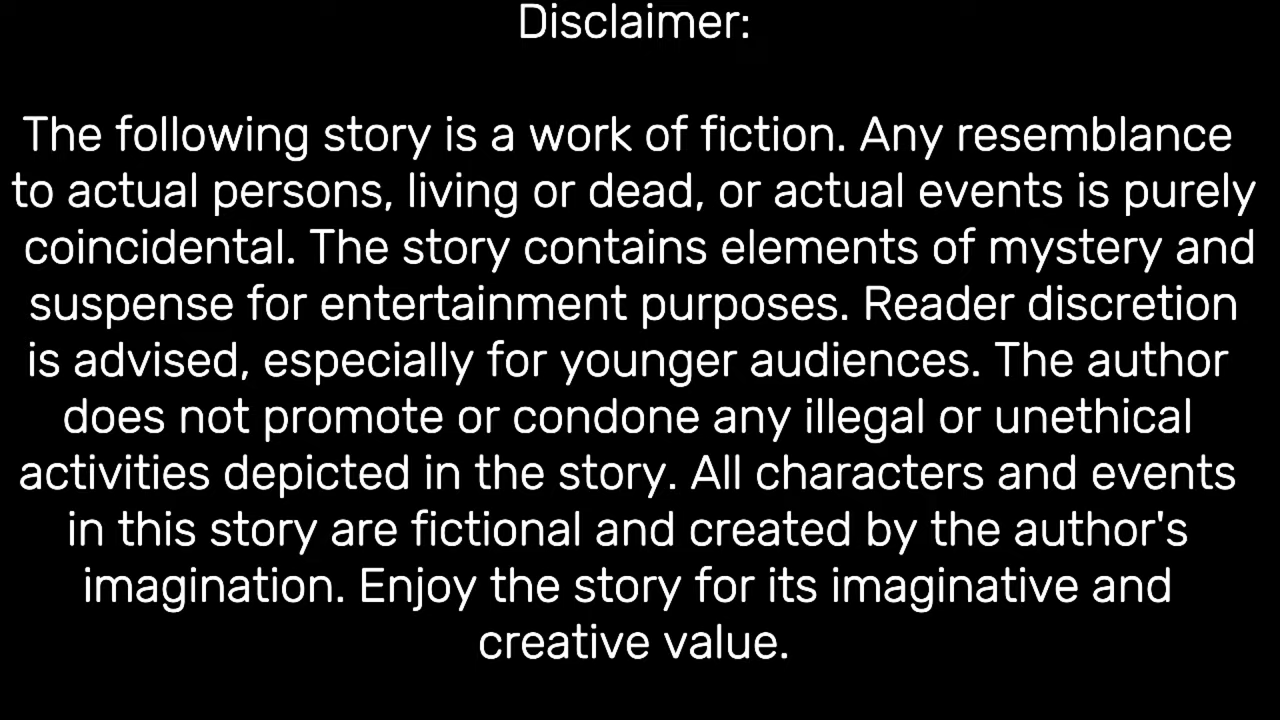 Disclaimer:
The following story is a work of fiction. Any resemblance
to actual persons, living or dead, or actual events is purely
coincidental. The story contains elements of mystery and
suspense for entertainment purposes. Reader discretion
is advised, especially for younger audiences. The author
does not promote or condone any illegal or unethical
activities depicted in the story. All characters and events
in this story are fictional and created by the author's
imagination. Enjoy the story for its imaginative and
creative value.